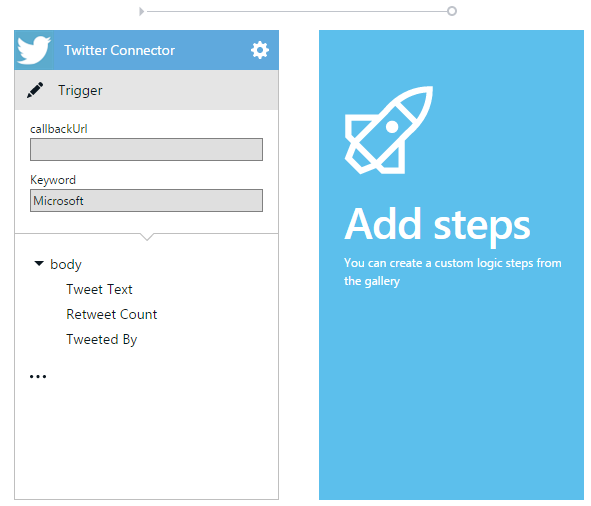 Twitter Connector
Trigger
callbackUrl
Keyword
Microsoft
body
Tweet Text
Retweet Count
Tweeted By
...
Add steps
You can create a custom logic steps from
the gallery